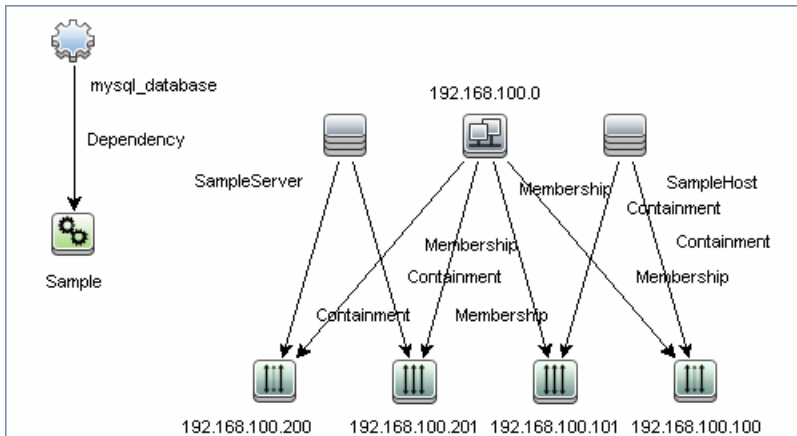 mysql_database
192.168.100.0
Dependency
SampleServer
Membership
SampleHost
Containment
Membership
Containment
Sample
Containment
Membership
Containment
Membership
192.168.100.200
192.168.100.201
192.168.100.101
192.168.100.100